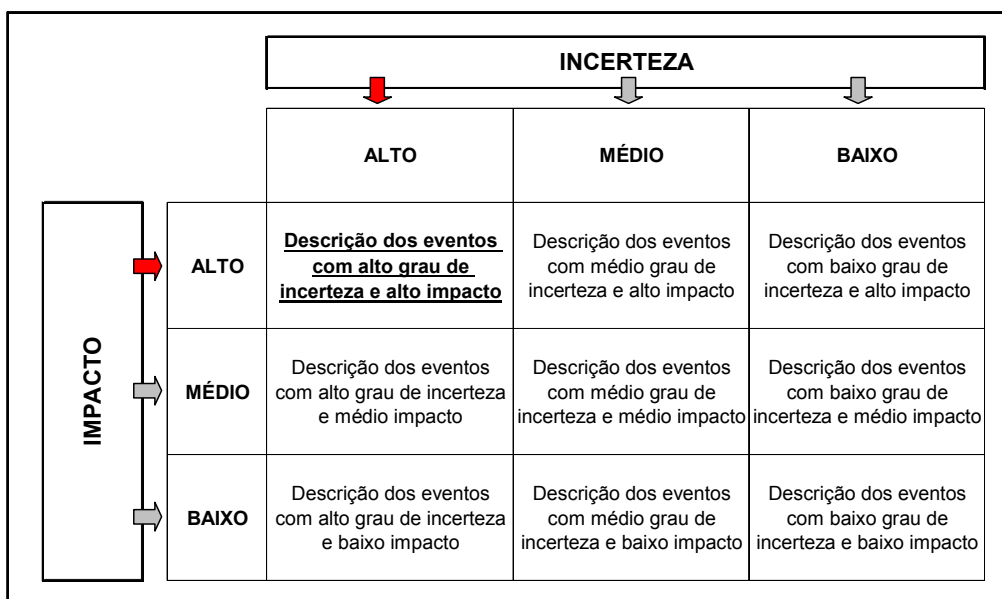 INCERTEZA
ALTO
MÉDIO
BAIXO
IMPACTO
ALTO
Descrição dos eventos
com alto grau de
incerteza e alto impacto
Descrição dos eventos
com médio grau de
incerteza e alto impacto
Descrição dos eventos
com baixo grau de
incerteza e alto impacto
MÉDIO
Descrição dos eventos
com alto grau de incerteza
e médio impacto
Descrição dos eventos
com médio grau de
incerteza e médio impacto
Descrição dos eventos
com baixo grau de
incerteza e médio impacto
BAIXO
Descrição dos eventos
com alto grau de incerteza
e baixo impacto
Descrição dos eventos
com médio grau de
incerteza e baixo impacto
Descrição dos eventos
com baixo grau de
incerteza e baixo impacto